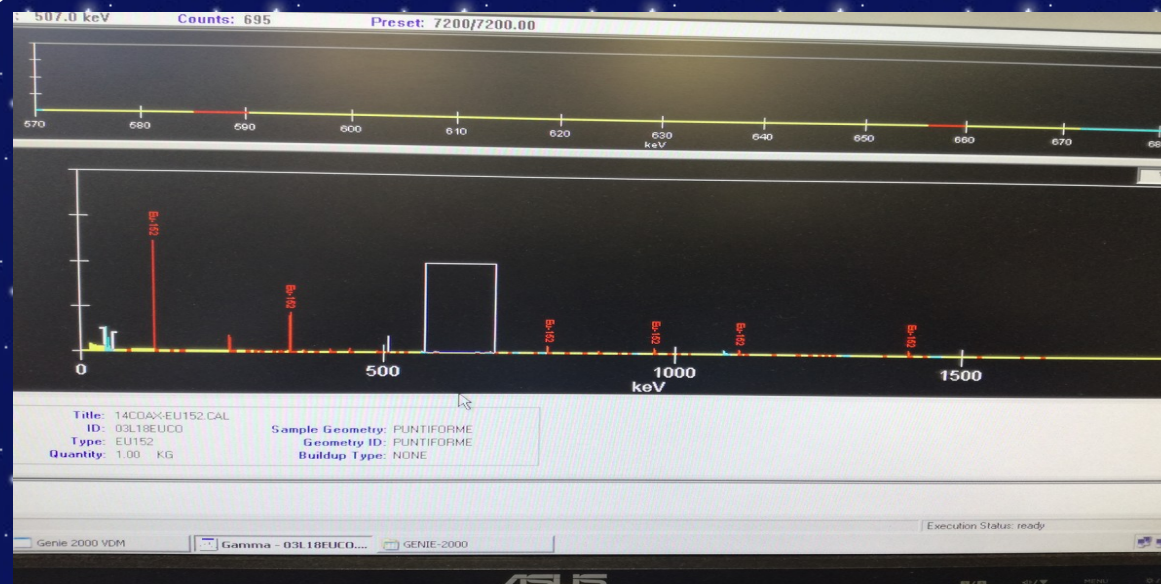 : 507.0 keV Counts: 695 Preset: 7200/7200.00
570 580 590 600 610 620 630 640 650 660 670 68
keV
Eu-152
Eu-152
Eu-152 Eu-152 Eu-152 Eu-152
0 500 1000 1500
keV
Title: 14COAX-EU152.CAL
ID: 03L18EUCO Sample Geometry: PUNTIFORME
Type: EU152 Geometry ID: PUNTIFORME
Quantity: 1.00 KG Buildup Type: NONE
Execution Status: ready
Genie 2000 VDM Gamma - 03L18EUCO.... GENIE-2000
ASUS
MENU